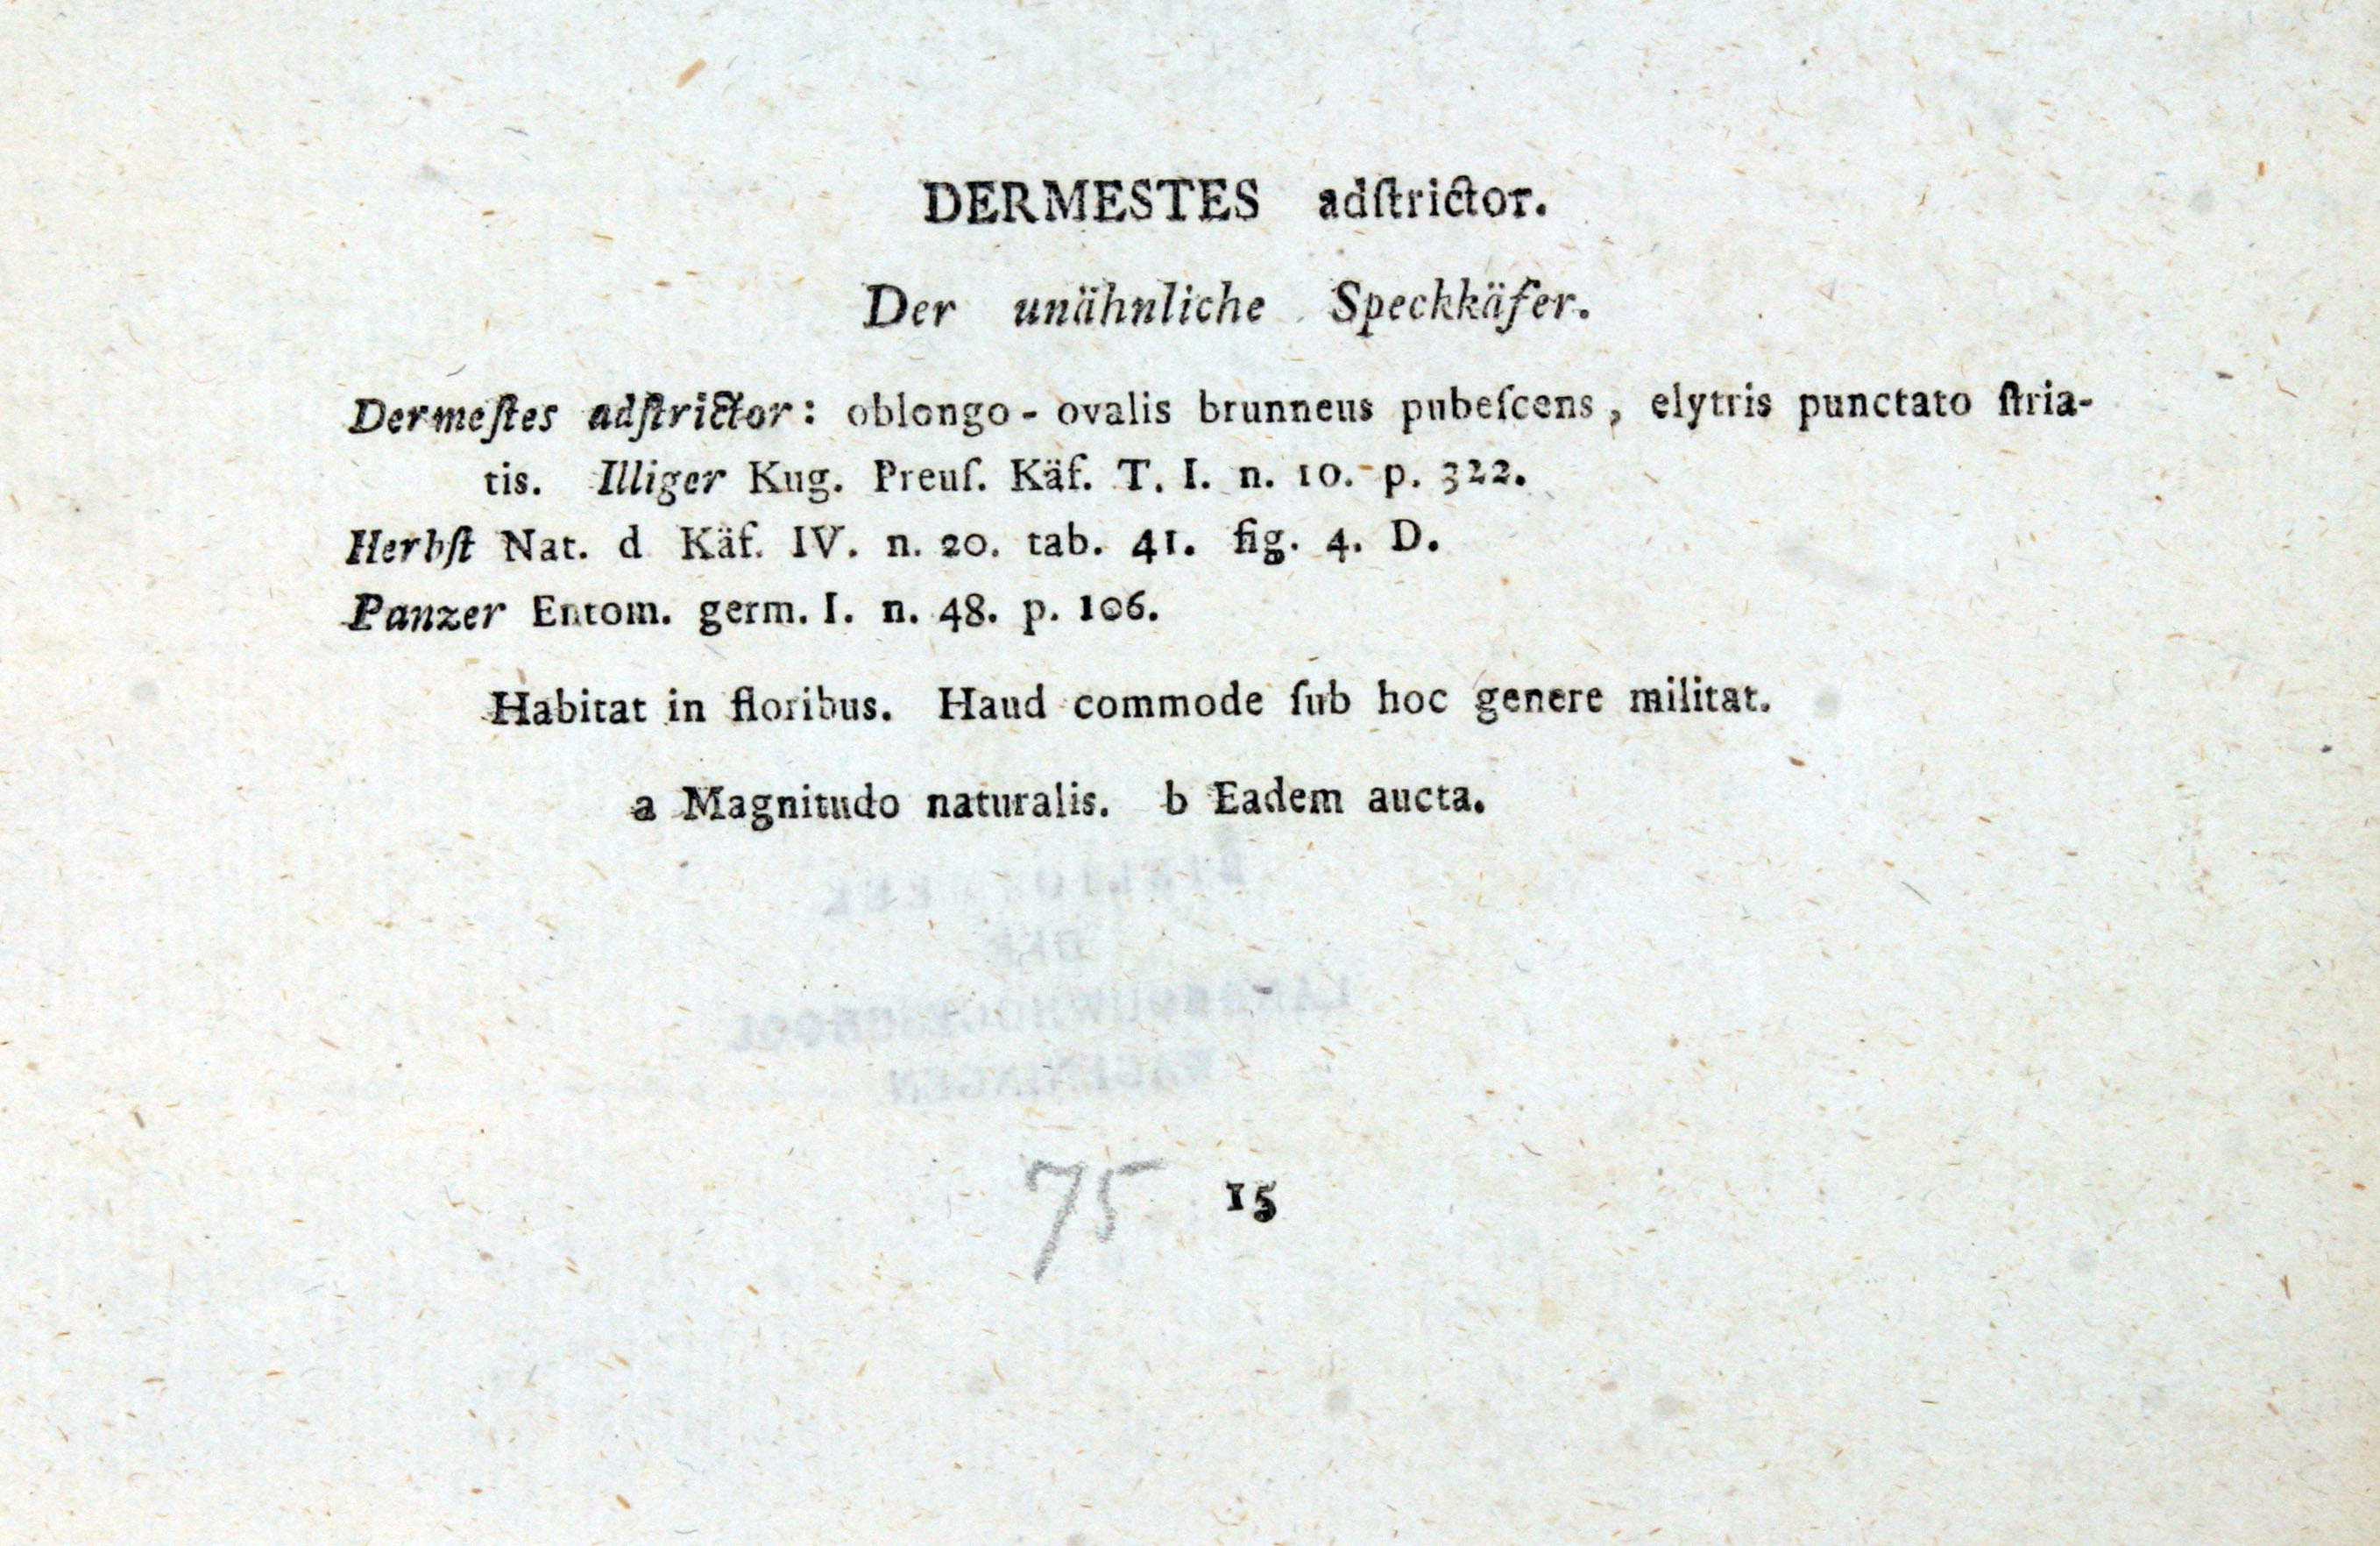 DERMESTES adſtrictor.
Der unähnliche Speckkäfer.
Dermeſtes adſtrictor: oblongo-ovalis brunneus pubeſcens, elytris punctato ſtria-
tis. Illiger Kug. Preuſ. Käf. T. I. n. 10. p. 322.
Herbſt Nat. d Käf. IV. n. 20. tab. 41. fig. 4. D.
Panzer Entom. germ. I. n. 48. p. 106.
Habitat in floribus. Haud commode ſub hoc genere militat.
a Magnitudo naturalis. b Eadem aucta.
75 15